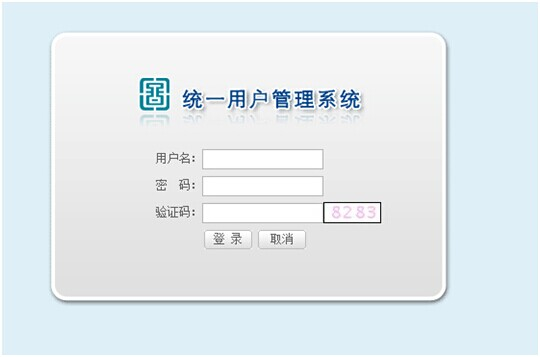 统一用户管理系统
用户名:
密 码:
验证码: 8283
登 录 取消